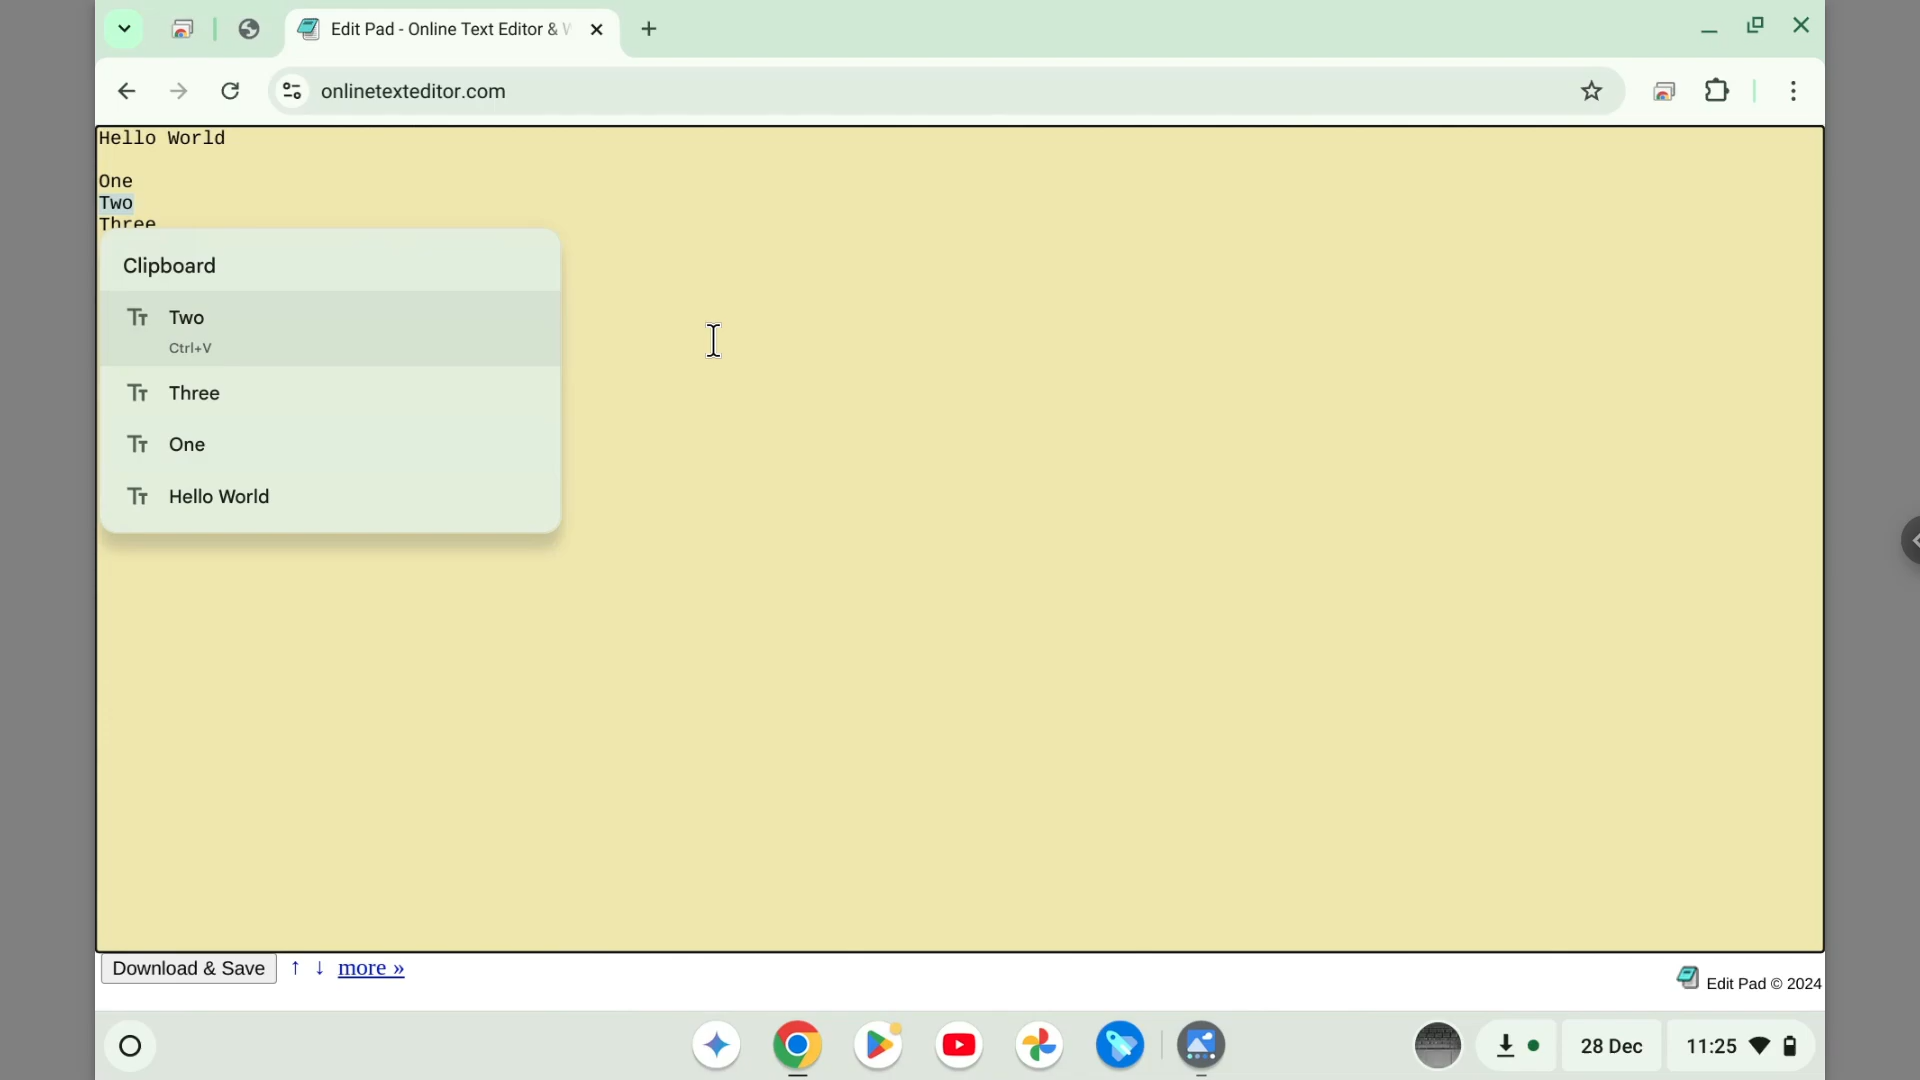 Edit Pad - Online Text Editor & W
onlinetexteditor.com
Hello World
One
Two
Three
Clipboard
Two
Ctrl+V
Three
One
Hello World
Download & Save ↑ ↓ more »
Edit Pad © 2024
28 Dec
11:25